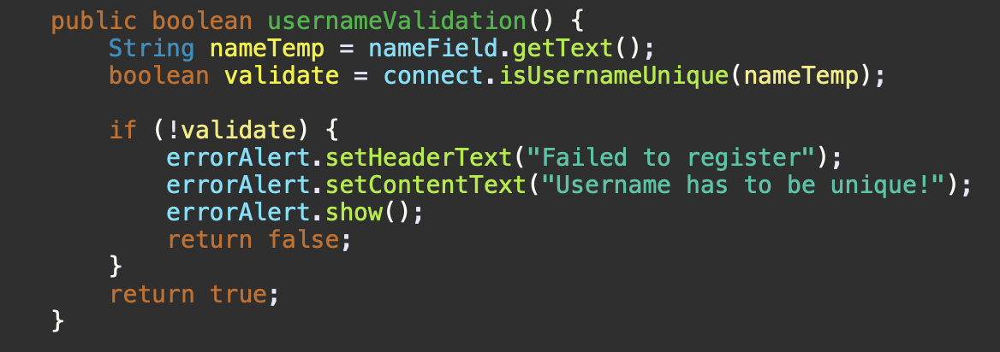 public boolean usernameValidation() {
String nameTemp = nameField.getText();
boolean validate = connect.isUsernameUnique(nameTemp);
if (!validate) {
errorAlert.setHeaderText("Failed to register");
errorAlert.setContentText("Username has to be unique!");
errorAlert.show();
return false;
}
return true;
}